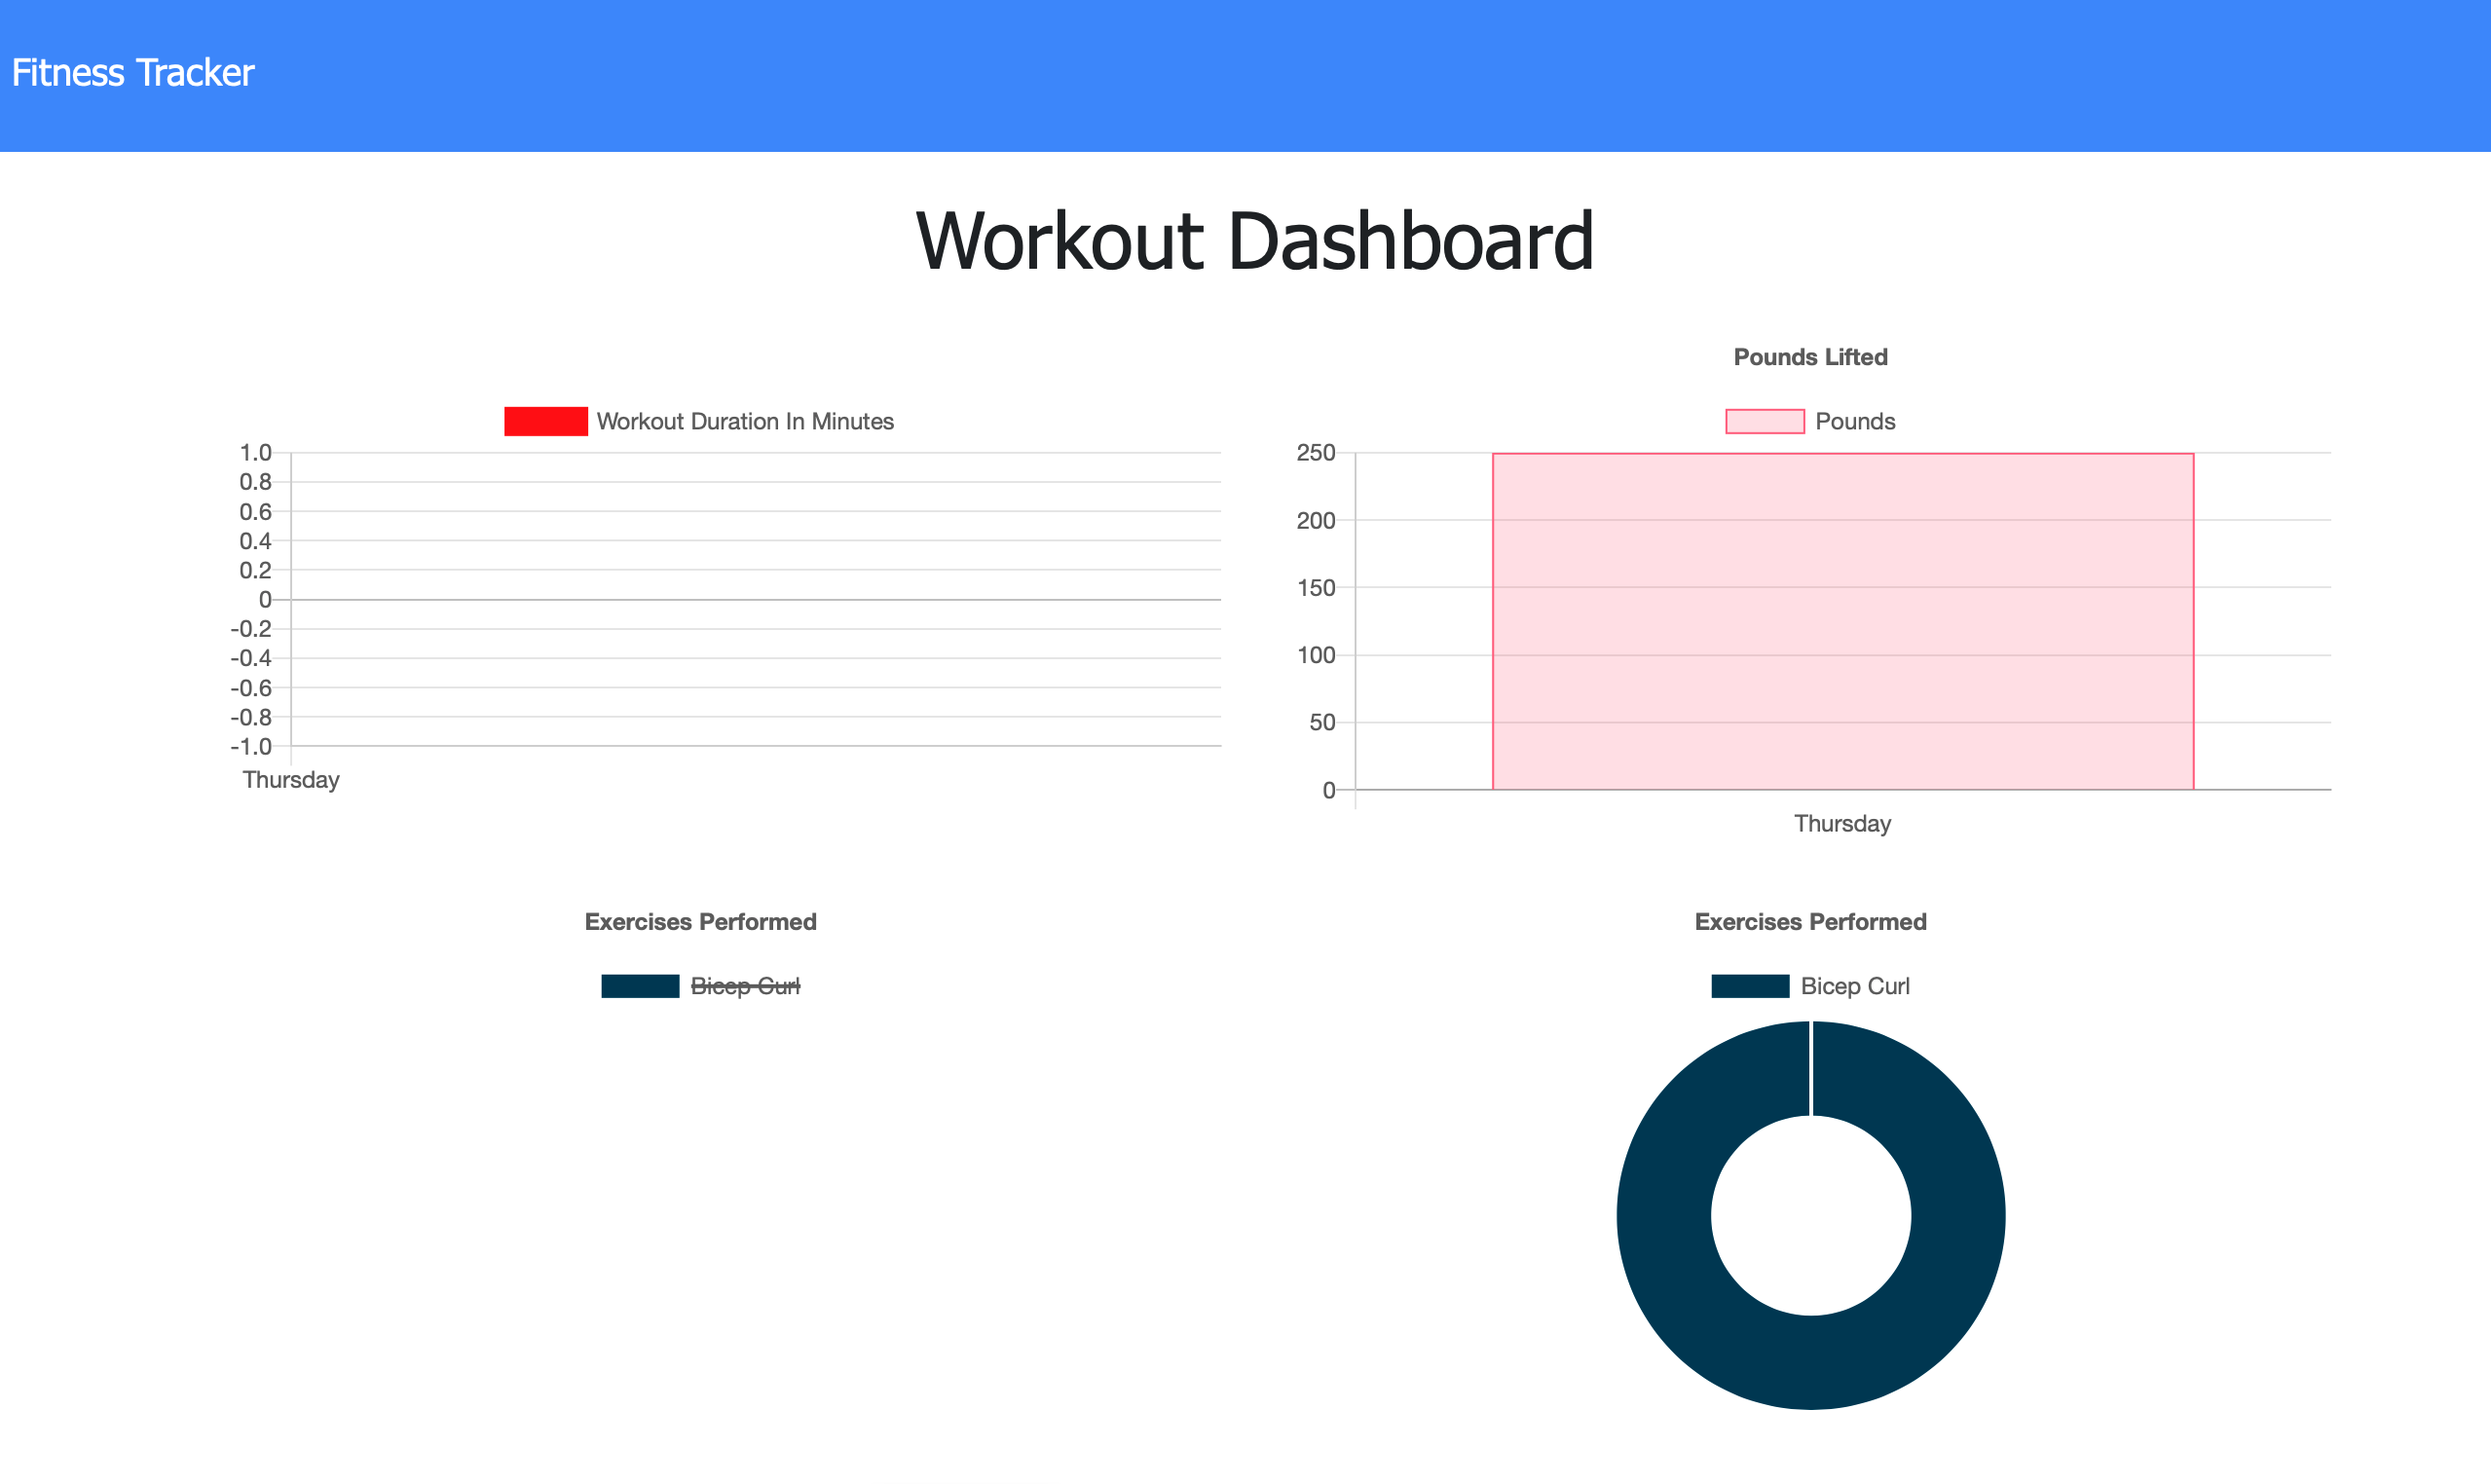 Fitness Tracker
Workout Dashboard
Workout Duration In Minutes
1.0
0.8
0.6
0.4
0.2
0
-0.2
-0.4
-0.6
-0.8
-1.0
Thursday
Pounds Lifted
Pounds
250
200
150
100
50
0
Thursday
Exercises Performed
Bicep Curl
Exercises Performed
Bicep Curl